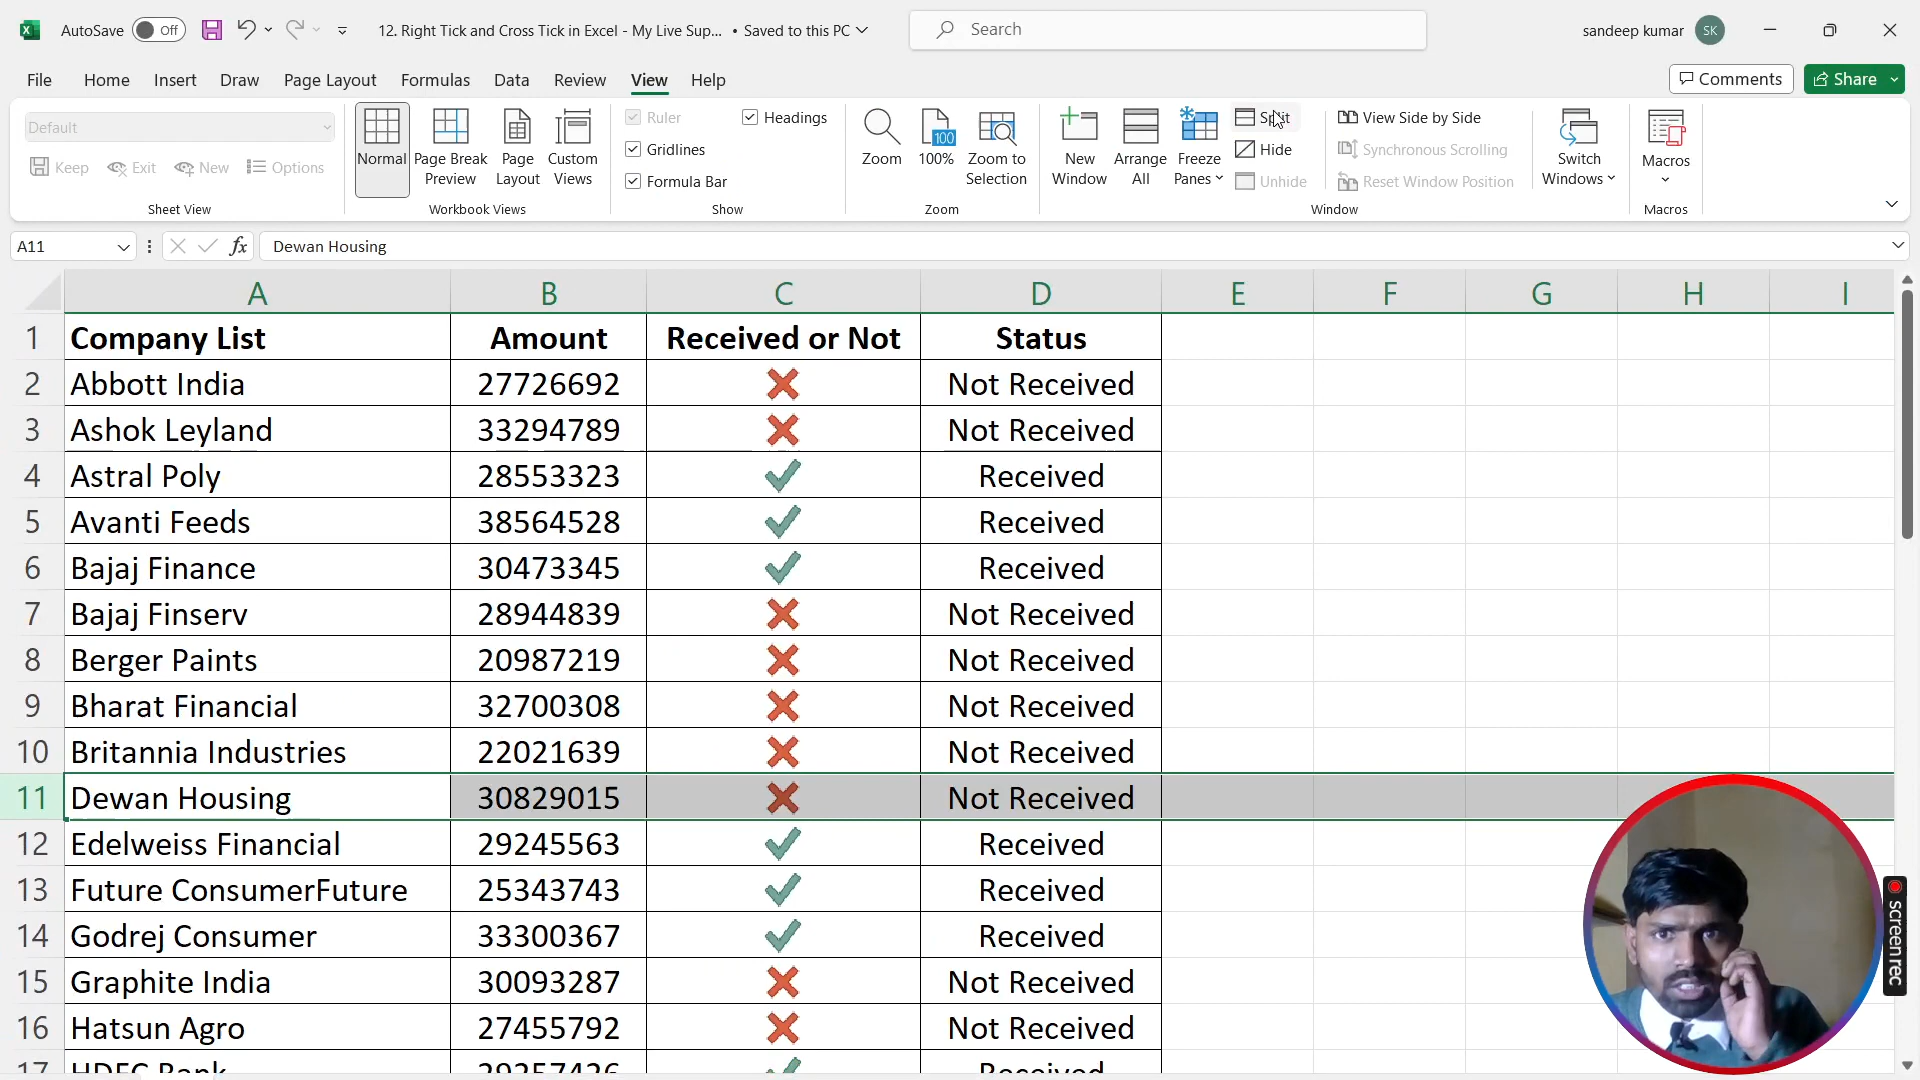 AutoSave Off 12. Right Tick and Cross Tick in Excel - My Live Sup... • Saved to this PC Search sandeep kumar SK
File Home Insert Draw Page Layout Formulas Data Review View Help Comments Share
Default
Keep Exit New Options
Sheet View
Normal
Page Break Preview
Page Layout
Custom Views
Workbook Views
Ruler
Gridlines
Formula Bar
Headings
Show
Zoom
100
100%
Zoom to Selection
Zoom
New Window
Arrange All
Freeze Panes
Split
Hide
Unhide
View Side by Side
Synchronous Scrolling
Reset Window Position
Switch Windows
Window
Macros
Macros
A11 fx Dewan Housing
A B C D E F G H I
1 Company List Amount Received or Not Status
2 Abbott India 27726692 Not Received
3 Ashok Leyland 33294789 Not Received
4 Astral Poly 28553323 Received
5 Avanti Feeds 38564528 Received
6 Bajaj Finance 30473345 Received
7 Bajaj Finserv 28944839 Not Received
8 Berger Paints 20987219 Not Received
9 Bharat Financial 32700308 Not Received
10 Britannia Industries 22021639 Not Received
11 Dewan Housing 30829015 Not Received
12 Edelweiss Financial 29245563 Received
13 Future ConsumerFuture 25343743 Received
14 Godrej Consumer 33300367 Received
15 Graphite India 30093287 Not Received
16 Hatsun Agro 27455792 Not Received
17 HDFC Bank 29257426 Received
screen rec